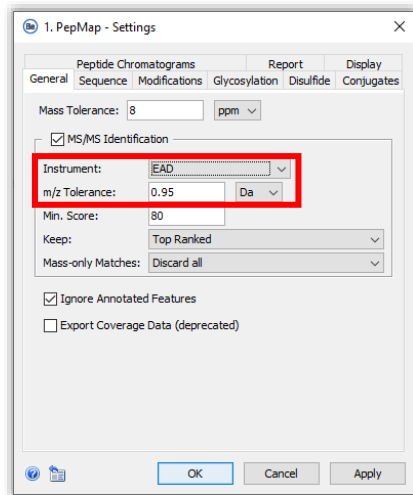 Ba 1. PepMap - Settings
Peptide Chromatograms Report Display
General Sequence Modifications Glycosylation Disulfide Conjugates
Mass Tolerance: 8 ppm
MS/MS Identification
Instrument: EAD
m/z Tolerance: 0.95 Da
Min. Score: 80
Keep: Top Ranked
Mass-only Matches: Discard all
Ignore Annotated Features
Export Coverage Data (deprecated)
OK Cancel Apply